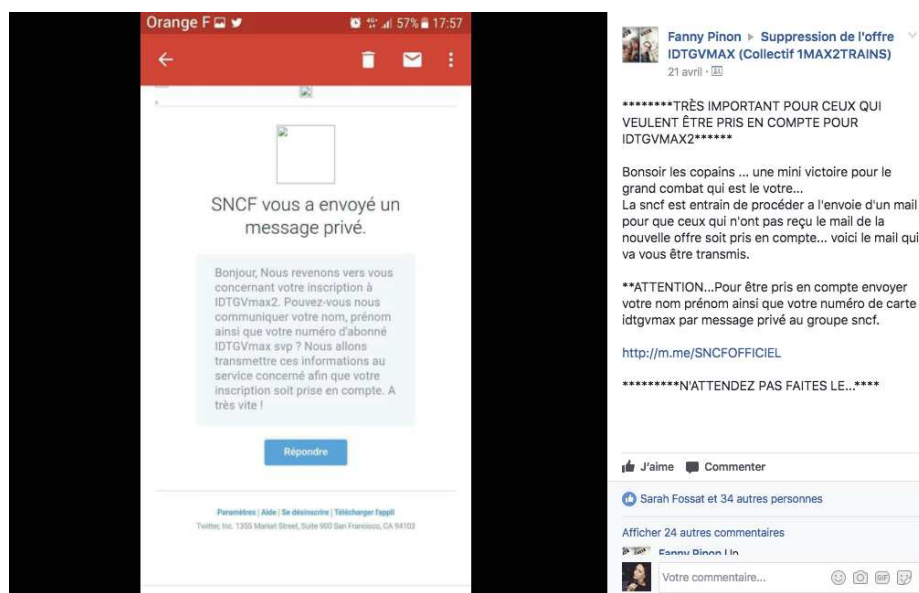 Orange F 4G+ 57% 17:57
SNCF vous a envoyé un
message privé.
Bonjour, Nous revenons vers vous
concernant votre inscription à
IDTGVmax2. Pouvez-vous nous
communiquer votre nom, prénom
ainsi que votre numéro d'abonné
IDTGVmax svp ? Nous allons
transmettre ces informations au
service concerné afin que votre
inscription soit prise en compte. A
très vite !
Répondre
Paramètres | Aide | Se désinscrire | Télécharger l'appli
Twitter, Inc. 1355 Market Street, Suite 900 San Francisco, CA 94103
Fanny Pinon ▸ Suppression de l'offre
IDTGVMAX (Collectif 1MAX2TRAINS)
21 avril ·
********TRÈS IMPORTANT POUR CEUX QUI
VEULENT ÊTRE PRIS EN COMPTE POUR
IDTGVMAX2******
Bonsoir les copains ... une mini victoire pour le
grand combat qui est le votre...
La sncf est entrain de procéder a l'envoie d'un mail
pour que ceux qui n'ont pas reçu le mail de la
nouvelle offre soit pris en compte... voici le mail qui
va vous être transmis.
**ATTENTION...Pour être pris en compte envoyer
votre nom prénom ainsi que votre numéro de carte
idtgvmax par message privé au groupe sncf.
http://m.me/SNCFOFFICIEL
*********N'ATTENDEZ PAS FAITES LE...****
J'aime Commenter
Sarah Fossat et 34 autres personnes
Afficher 24 autres commentaires
Fanny Pinon Up
Votre commentaire...
GIF